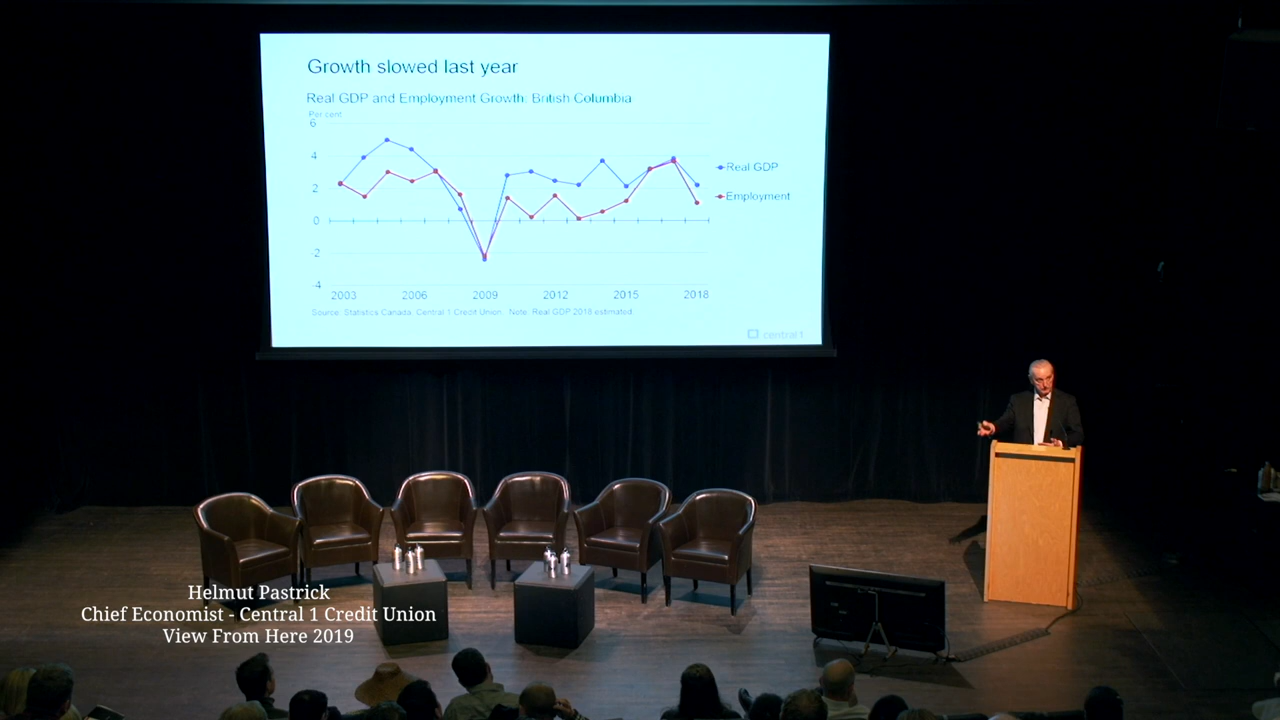 Growth slowed last year
Real GDP and Employment Growth: British Columbia
Per cent
6
4
2
0
-2
-4
Real GDP
Employment
2003 2006 2009 2012 2015 2018
Source: Statistics Canada, Central 1 Credit Union. Note: Real GDP 2018 estimated
central1
Helmut Pastrick
Chief Economist - Central 1 Credit Union
View From Here 2019